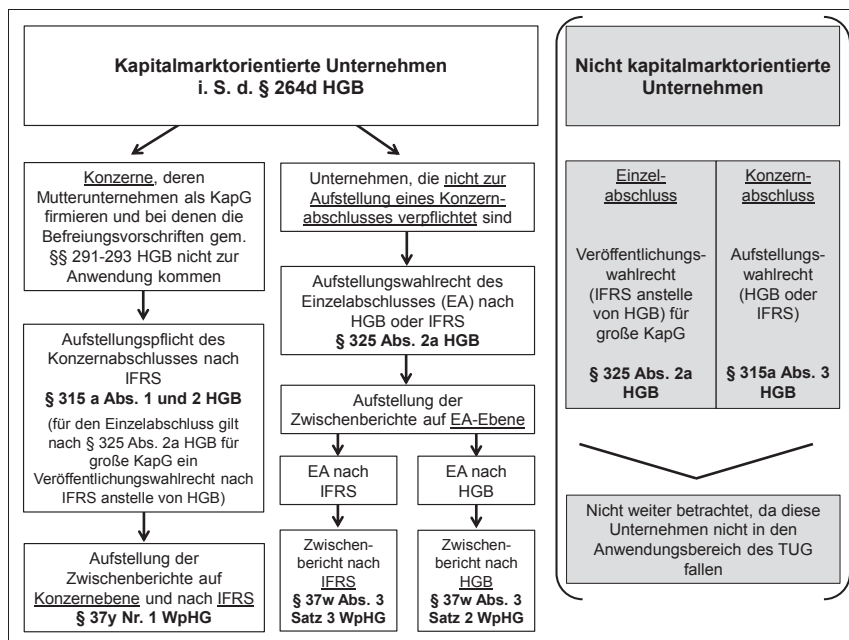 Kapitalmarktorientierte Unternehmen
i. S. d. § 264d HGB
Konzerne, deren
Mutterunternehmen als KapG
firmieren und bei denen die
Befreiungsvorschriften gem.
§§ 291-293 HGB nicht zur
Anwendung kommen
Aufstellungspflicht des
Konzernabschlusses nach
IFRS
§ 315 a Abs. 1 und 2 HGB
(für den Einzelabschluss gilt
nach § 325 Abs. 2a HGB für
große KapG ein
Veröffentlichungswahlrecht nach
IFRS anstelle von HGB)
Aufstellung der
Zwischenberichte auf
Konzernebene und nach IFRS
§ 37y Nr. 1 WpHG
Unternehmen, die nicht zur
Aufstellung eines Konzern-
abschlusses verpflichtet sind
Aufstellungswahlrecht des
Einzelabschlusses (EA) nach
HGB oder IFRS
§ 325 Abs. 2a HGB
Aufstellung der
Zwischenberichte auf EA-Ebene
EA nach
IFRS
Zwischen-
bericht nach
IFRS
§ 37w Abs. 3
Satz 3 WpHG
EA nach
HGB
Zwischen-
bericht nach
HGB
§ 37w Abs. 3
Satz 2 WpHG
Nicht kapitalmarktorientierte
Unternehmen
Einzel-
abschluss
Veröffentlichungs-
wahlrecht
(IFRS anstelle
von HGB) für
große KapG
§ 325 Abs. 2a
HGB
Konzern-
abschluss
Aufstellungs-
wahlrecht
(HGB oder
IFRS)
§ 315a Abs. 3
HGB
Nicht weiter betrachtet, da diese
Unternehmen nicht in den
Anwendungsbereich des TUG
fallen